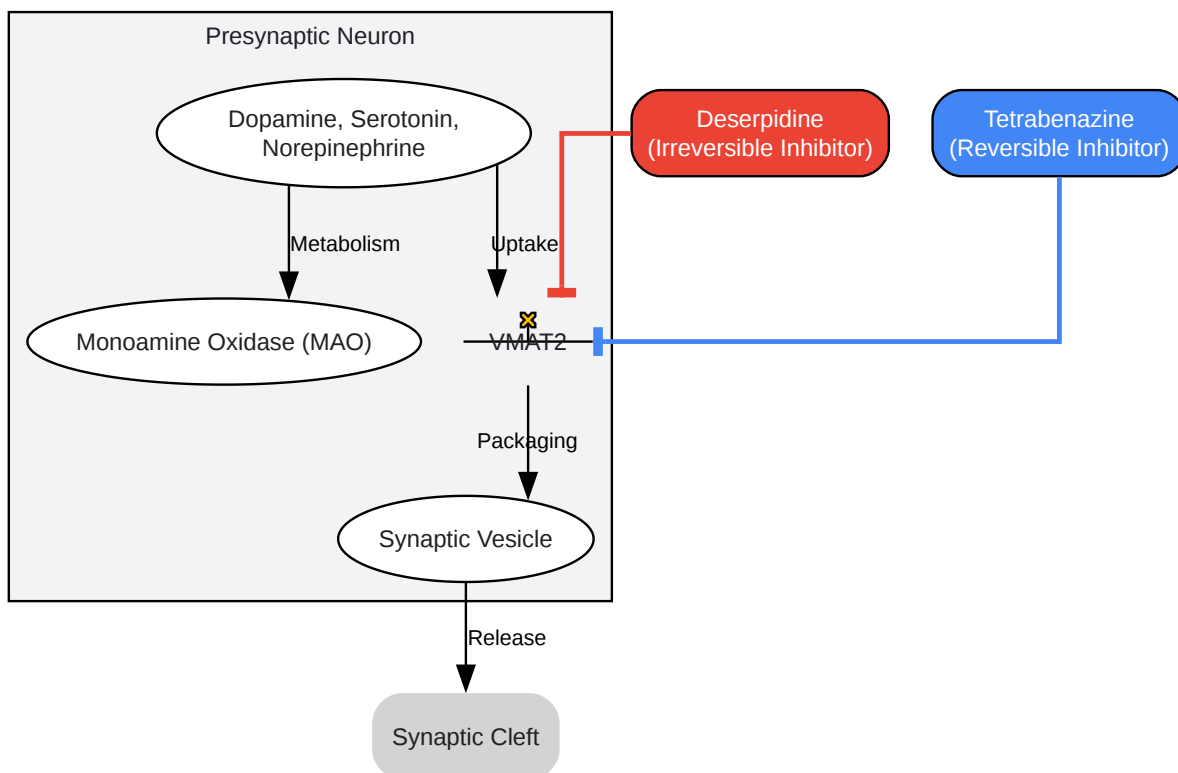 Presynaptic Neuron
Dopamine, Serotonin,
Norepinephrine
Deserpidine
(Irreversible Inhibitor)
Tetrabenazine
(Reversible Inhibitor)
Metabolism
Uptake
Monoamine Oxidase (MAO)
VMAT2
Packaging
Synaptic Vesicle
Release
Synaptic Cleft